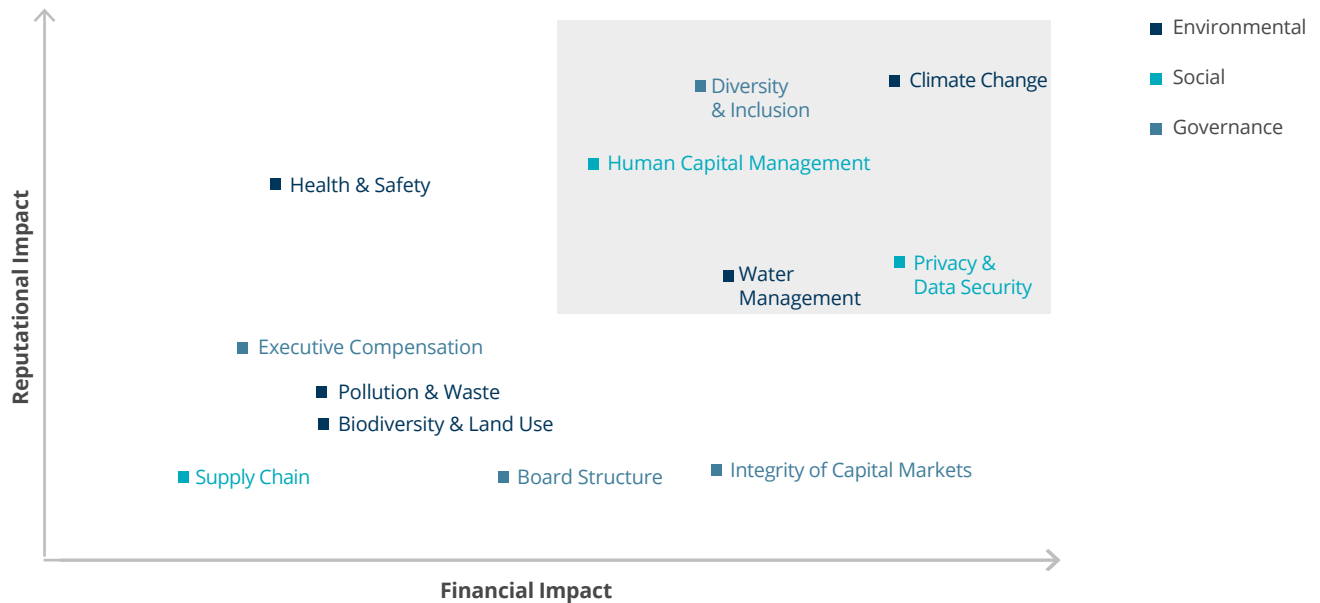 Environmental
Social
Governance
Reputational Impact
Climate Change
Diversity
& Inclusion
Human Capital Management
Health & Safety
Privacy &
Data Security
Water
Management
Executive Compensation
Pollution & Waste
Biodiversity & Land Use
Supply Chain
Board Structure
Integrity of Capital Markets
Financial Impact